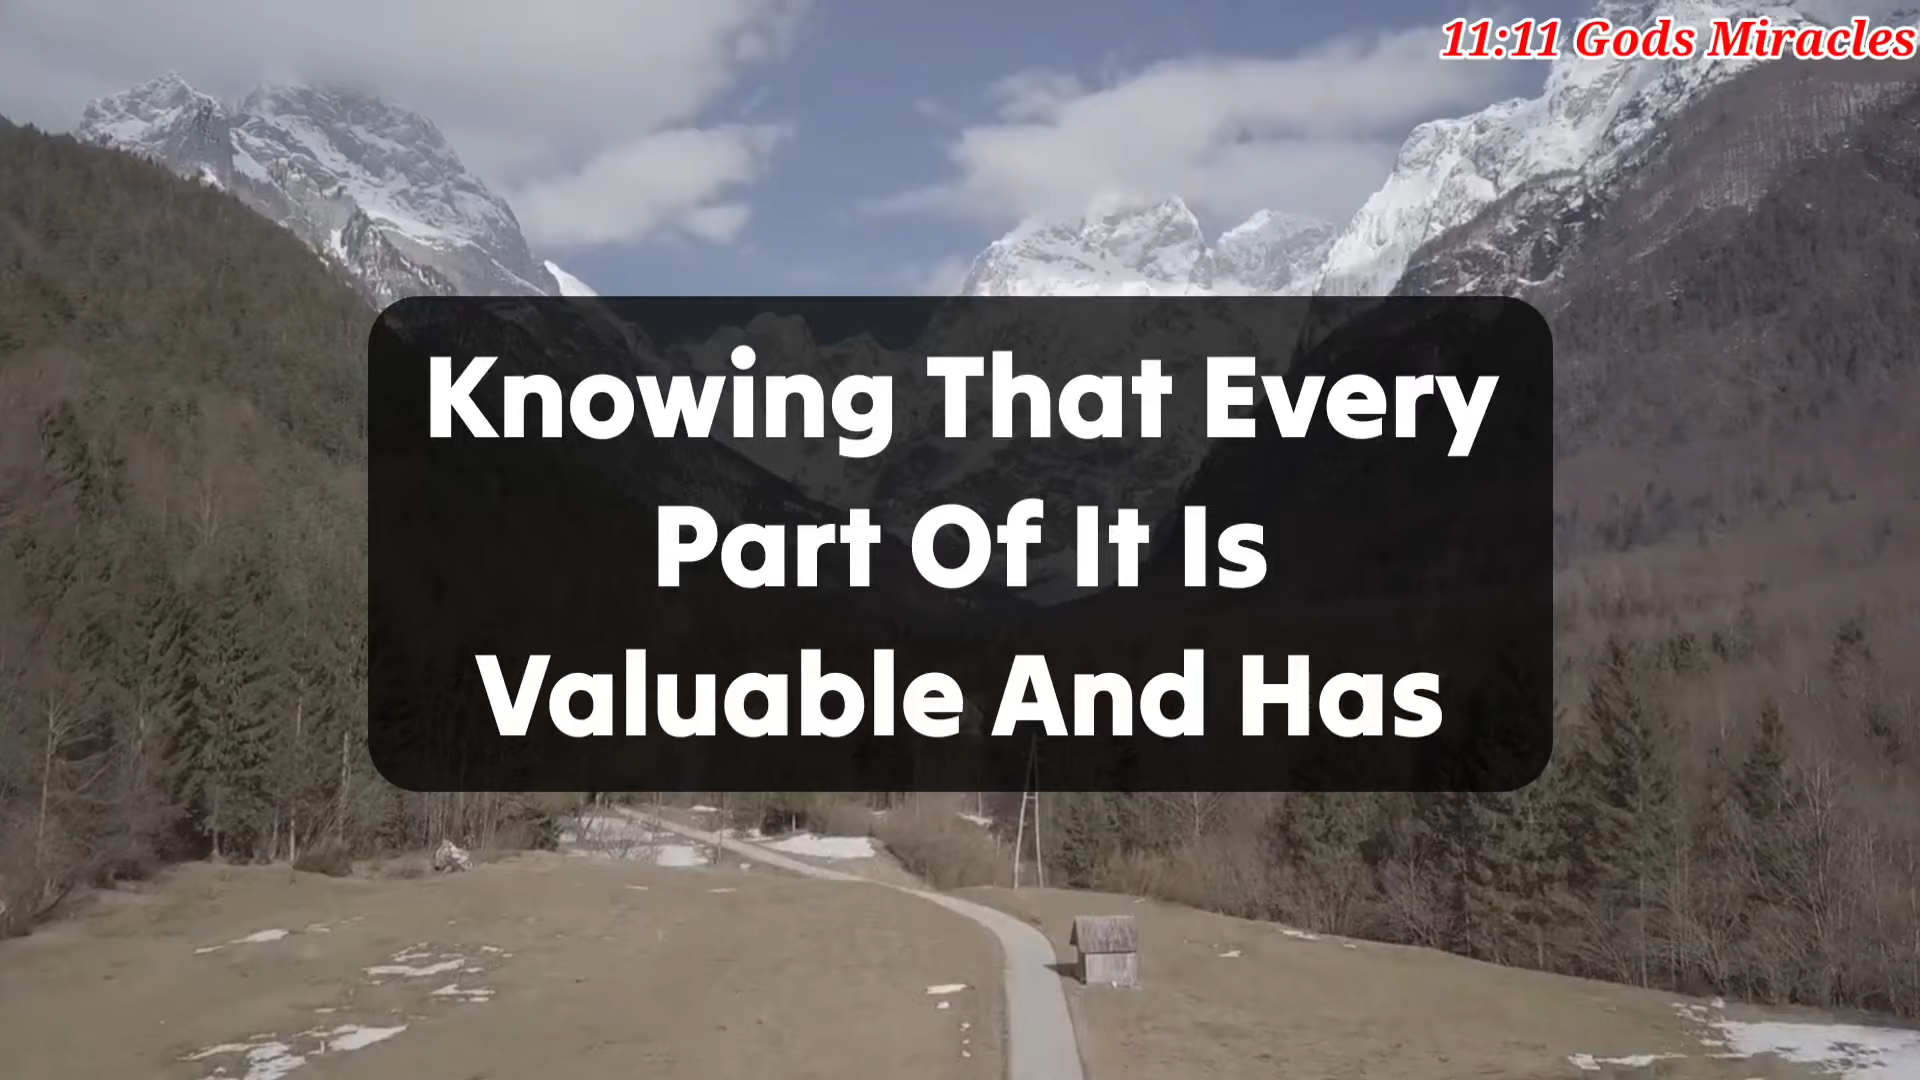 11:11 Gods Miracles
Knowing That Every
Part Of It Is
Valuable And Has